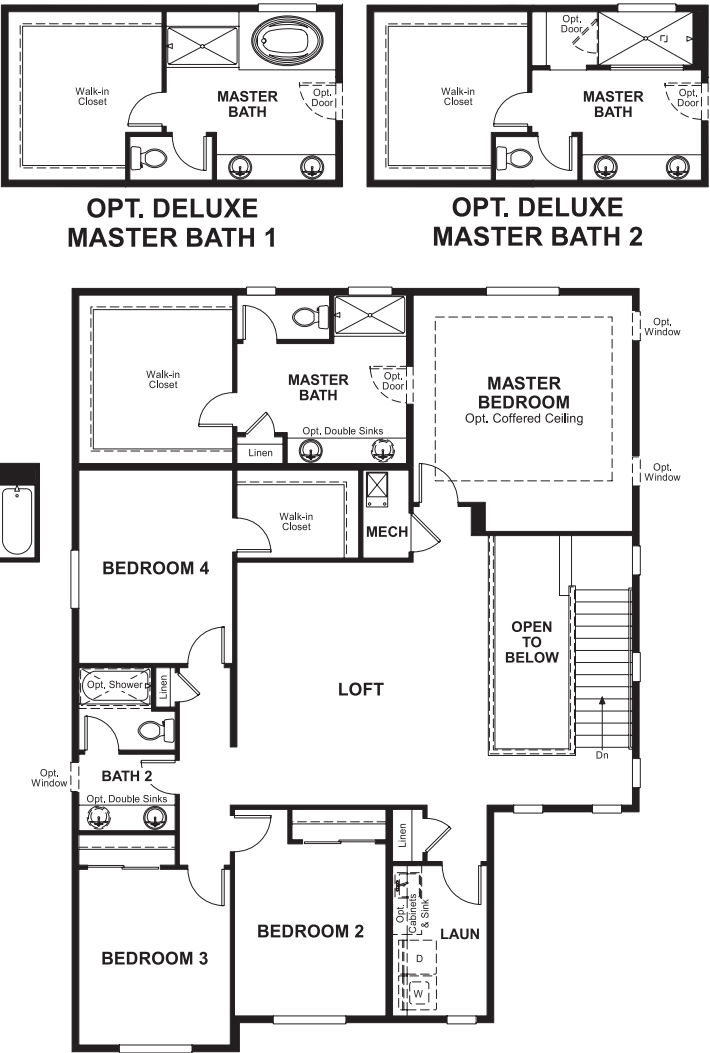 Walk-in
Closet
MASTER
BATH
Opt.
Door
OPT. DELUXE
MASTER BATH 1
Opt.
Door
Walk-in
Closet
MASTER
BATH
Opt.
Door
OPT. DELUXE
MASTER BATH 2
Walk-in
Closet
MASTER
BATH
Opt.
Door
Opt. Double Sinks
Linen
MASTER
BEDROOM
Opt. Coffered Ceiling
Opt.
Window
Opt.
Window
Walk-in
Closet
MECH
BEDROOM 4
OPEN
TO
BELOW
LOFT
Opt. Shower
Linen
Dn
BATH 2
Opt.
Window
Opt. Double Sinks
Linen
Opt.
Cabinets
& Sink
LAUN
BEDROOM 2
BEDROOM 3
D
W